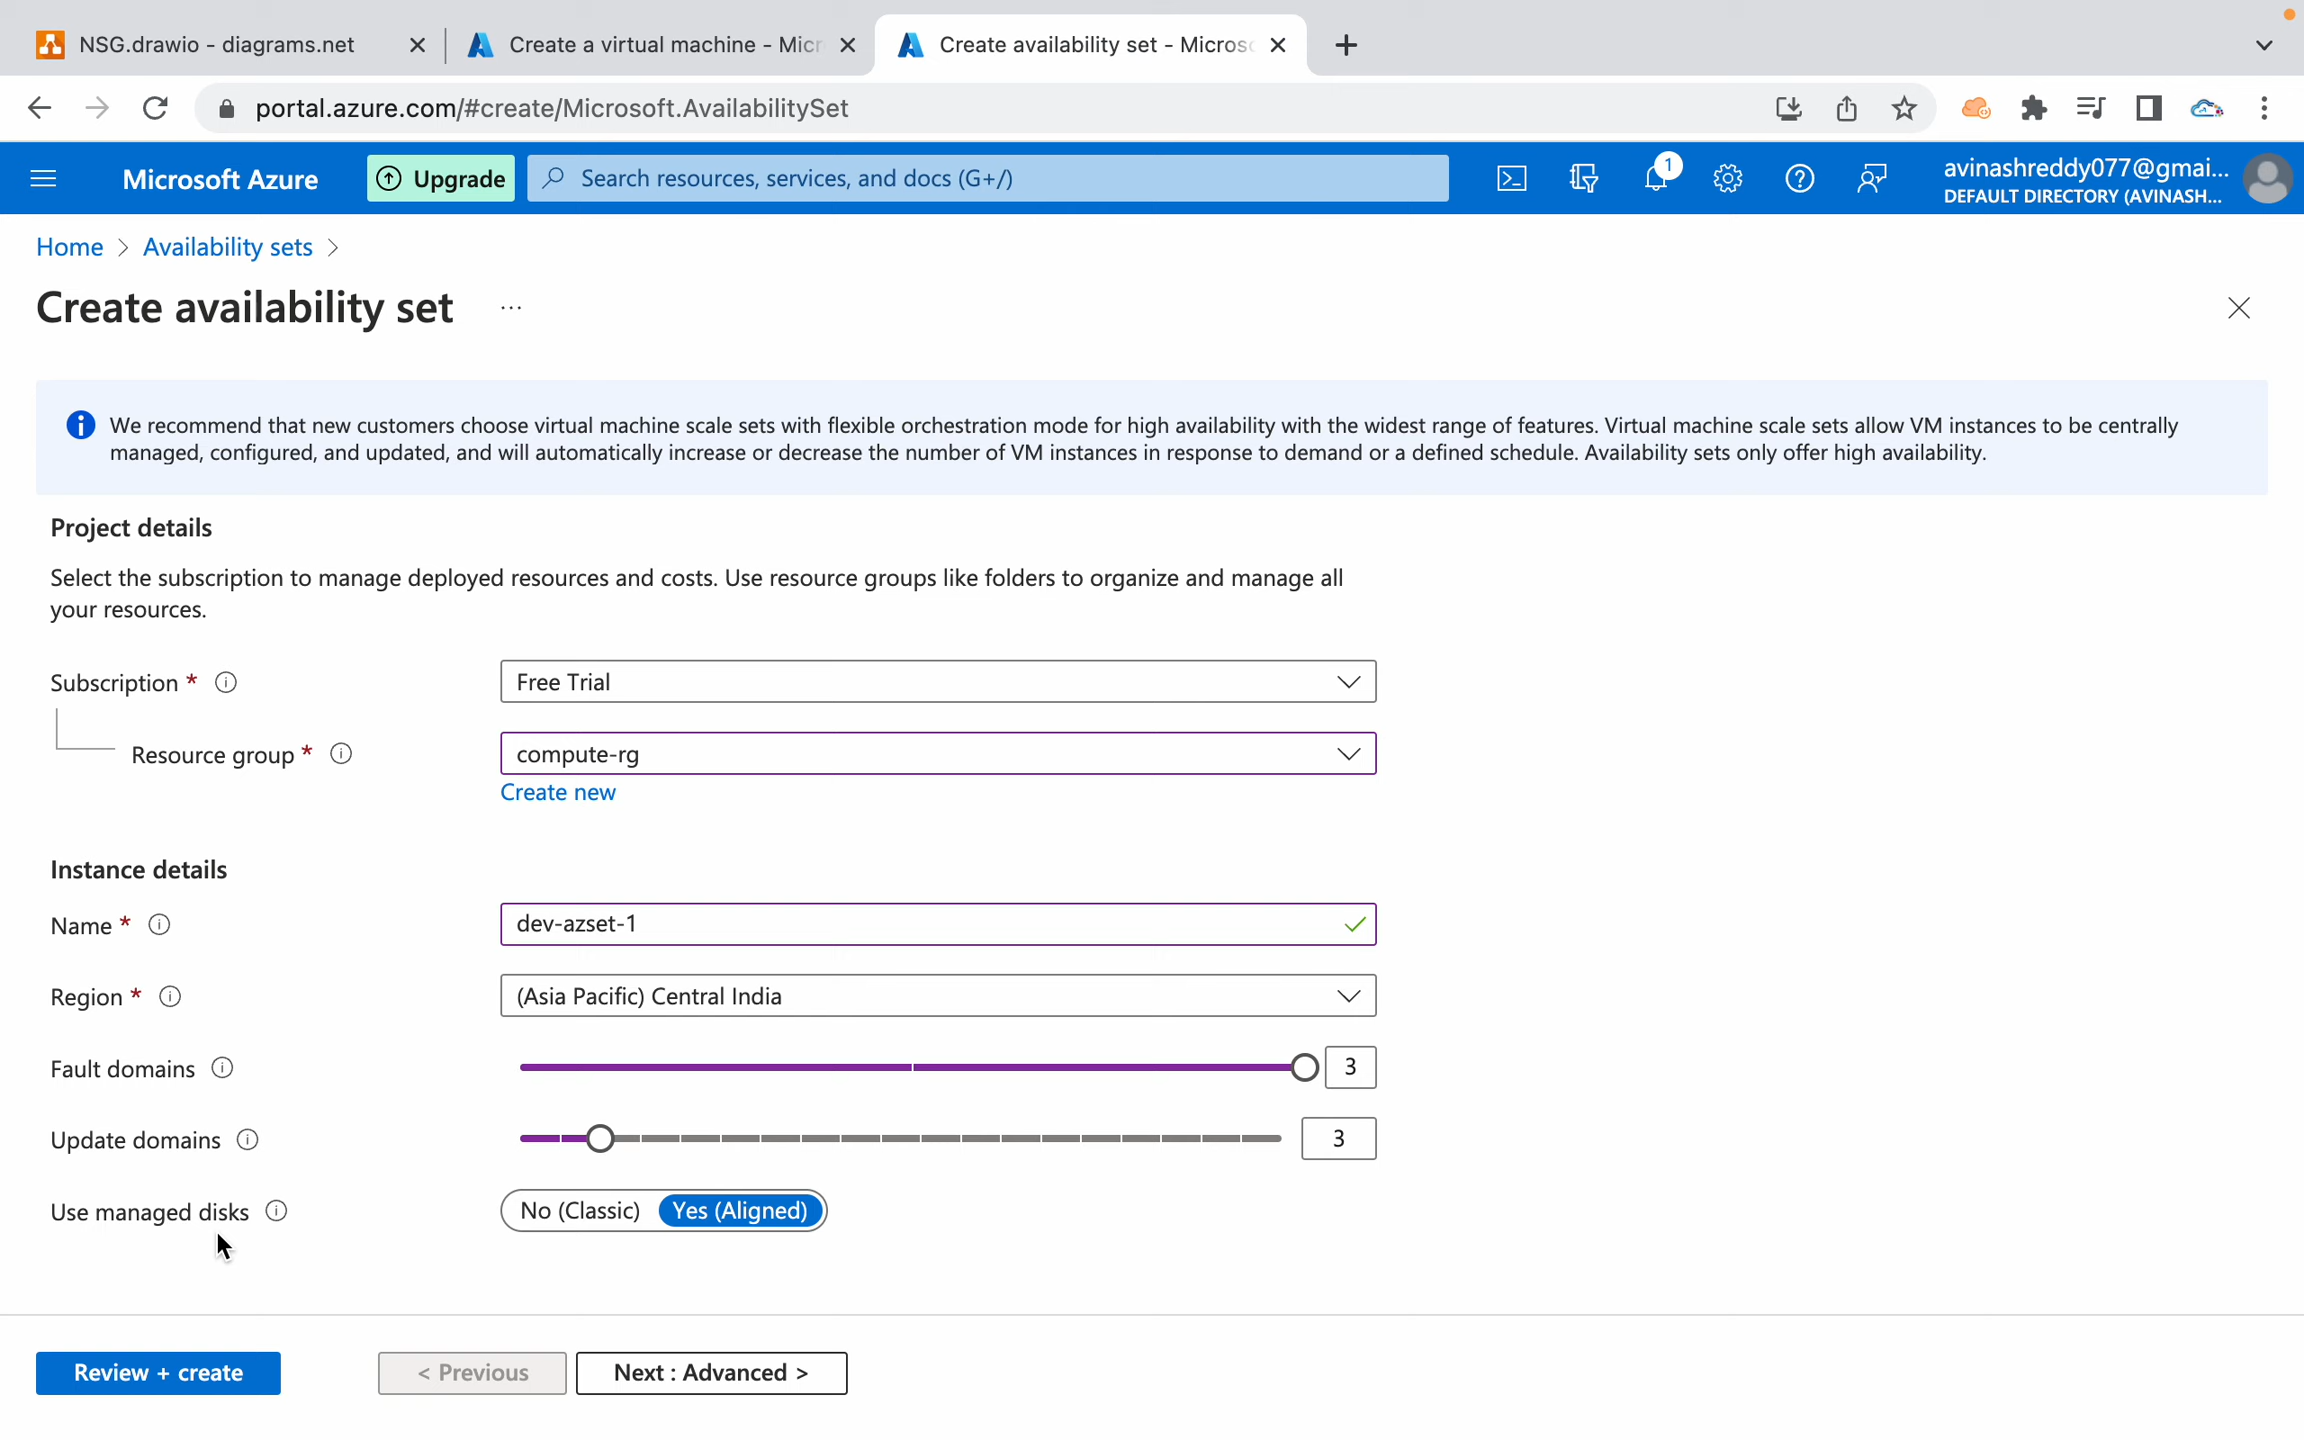 NSG.drawio - diagrams.net
Create a virtual machine - Micr
Create availability set - Micros
portal.azure.com/#create/Microsoft.AvailabilitySet
Microsoft Azure
Upgrade
Search resources, services, and docs (G+/)
1
avinashreddy077@gmai...
DEFAULT DIRECTORY (AVINASH...
Home > Availability sets >
Create availability set ...
We recommend that new customers choose virtual machine scale sets with flexible orchestration mode for high availability with the widest range of features. Virtual machine scale sets allow VM instances to be centrally
managed, configured, and updated, and will automatically increase or decrease the number of VM instances in response to demand or a defined schedule. Availability sets only offer high availability.
Project details
Select the subscription to manage deployed resources and costs. Use resource groups like folders to organize and manage all
your resources.
Subscription *
Free Trial
Resource group *
compute-rg
Create new
Instance details
Name *
dev-azset-1
Region *
(Asia Pacific) Central India
Fault domains
3
Update domains
3
Use managed disks
No (Classic) Yes (Aligned)
Review + create
< Previous
Next : Advanced >